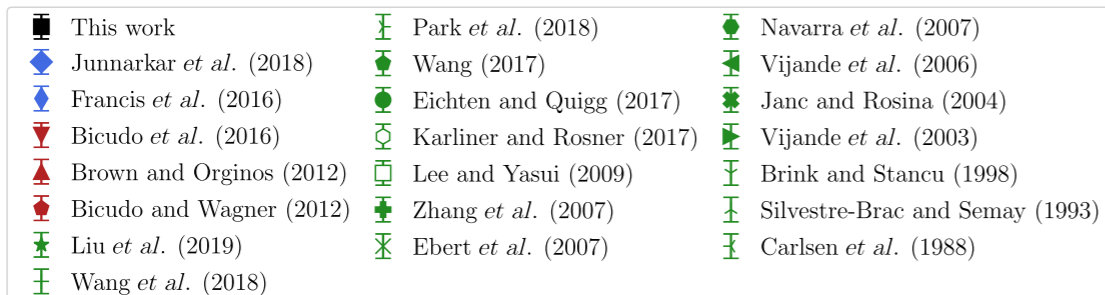 This work
Junnarkar et al. (2018)
Francis et al. (2016)
Bicudo et al. (2016)
Brown and Orginos (2012)
Bicudo and Wagner (2012)
Liu et al. (2019)
Wang et al. (2018)
Park et al. (2018)
Wang (2017)
Eichten and Quigg (2017)
Karliner and Rosner (2017)
Lee and Yasui (2009)
Zhang et al. (2007)
Ebert et al. (2007)
Navarra et al. (2007)
Vijande et al. (2006)
Janc and Rosina (2004)
Vijande et al. (2003)
Brink and Stancu (1998)
Silvestre-Brac and Semay (1993)
Carlsen et al. (1988)